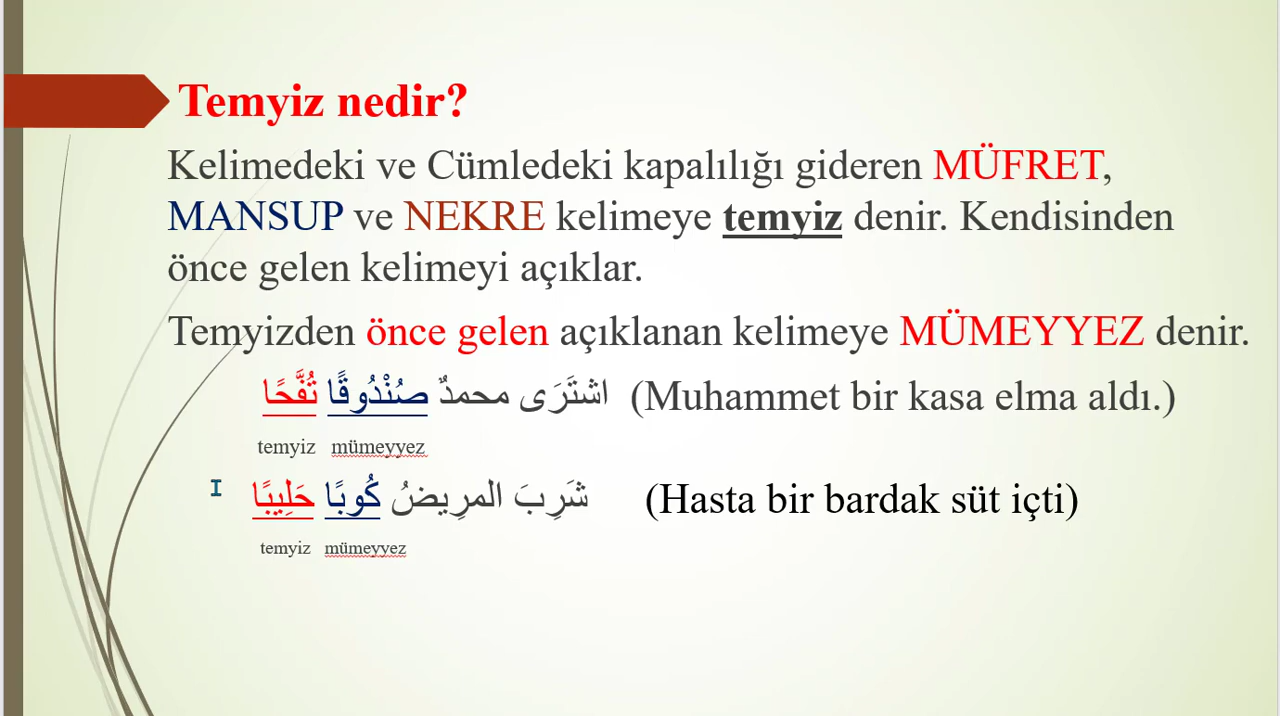 Temyiz nedir?
Kelimedeki ve Cümledeki kapalılığı gideren MÜFRET,
MANSUP ve NEKRE kelimeye temyiz denir. Kendisinden
önce gelen kelimeyi açıklar.
Temyizden önce gelen açıklanan kelimeye MÜMEYYEZ denir.
اشتَرَى محمدٌ صُنْدُوقًا تُفَّحًا (Muhammet bir kasa elma aldı.)
temyiz mümeyyez
شَرِبَ المرِيضُ كُوبًا حَلِيبًا (Hasta bir bardak süt içti)
temyiz mümeyyez